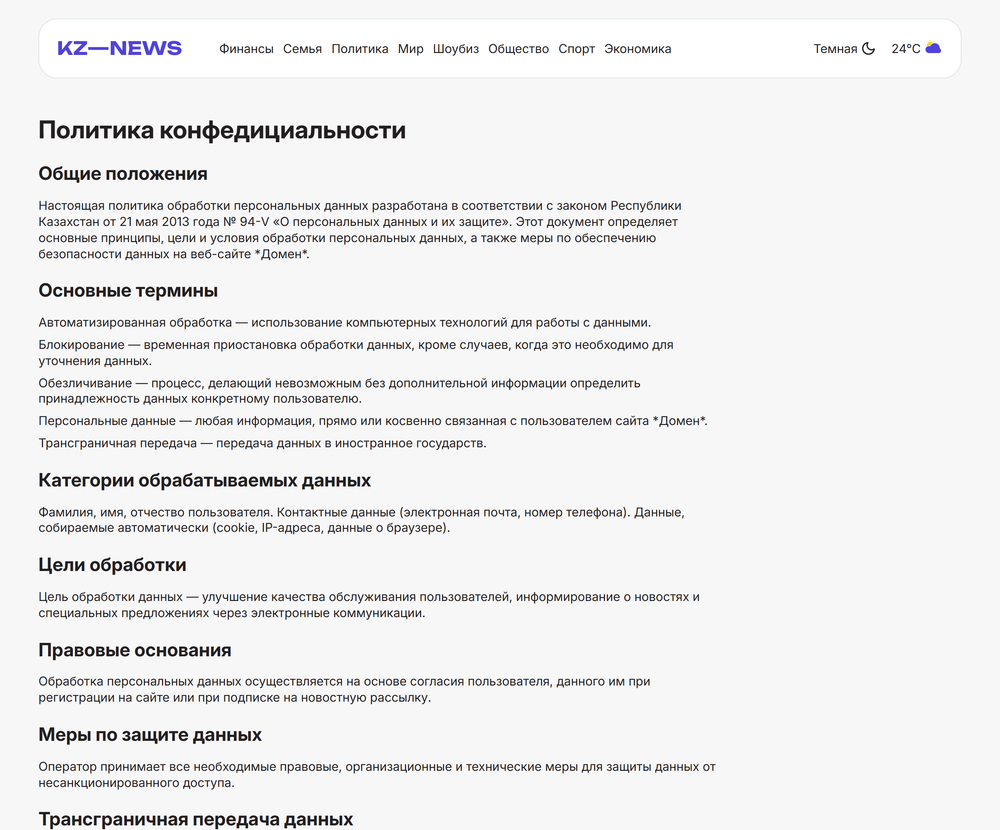 KZ—NEWS
Финансы Семья Политика Мир Шоубиз Общество Спорт Экономика
Темная 24°C
Политика конфедициальности
Общие положения
Настоящая политика обработки персональных данных разработана в соответствии с законом Республики
Казахстан от 21 мая 2013 года № 94-V «О персональных данных и их защите». Этот документ определяет
основные принципы, цели и условия обработки персональных данных, а также меры по обеспечению
безопасности данных на веб-сайте *Домен*.
Основные термины
Автоматизированная обработка — использование компьютерных технологий для работы с данными.
Блокирование — временная приостановка обработки данных, кроме случаев, когда это необходимо для
уточнения данных.
Обезличивание — процесс, делающий невозможным без дополнительной информации определить
принадлежность данных конкретному пользователю.
Персональные данные — любая информация, прямо или косвенно связанная с пользователем сайта *Домен*.
Трансграничная передача — передача данных в иностранное государств.
Категории обрабатываемых данных
Фамилия, имя, отчество пользователя. Контактные данные (электронная почта, номер телефона). Данные,
собираемые автоматически (cookie, IP-адреса, данные о браузере).
Цели обработки
Цель обработки данных — улучшение качества обслуживания пользователей, информирование о новостях и
специальных предложениях через электронные коммуникации.
Правовые основания
Обработка персональных данных осуществляется на основе согласия пользователя, данного им при
регистрации на сайте или при подписке на новостную рассылку.
Меры по защите данных
Оператор принимает все необходимые правовые, организационные и технические меры для защиты данных от
несанкционированного доступа.
Трансграничная передача данных